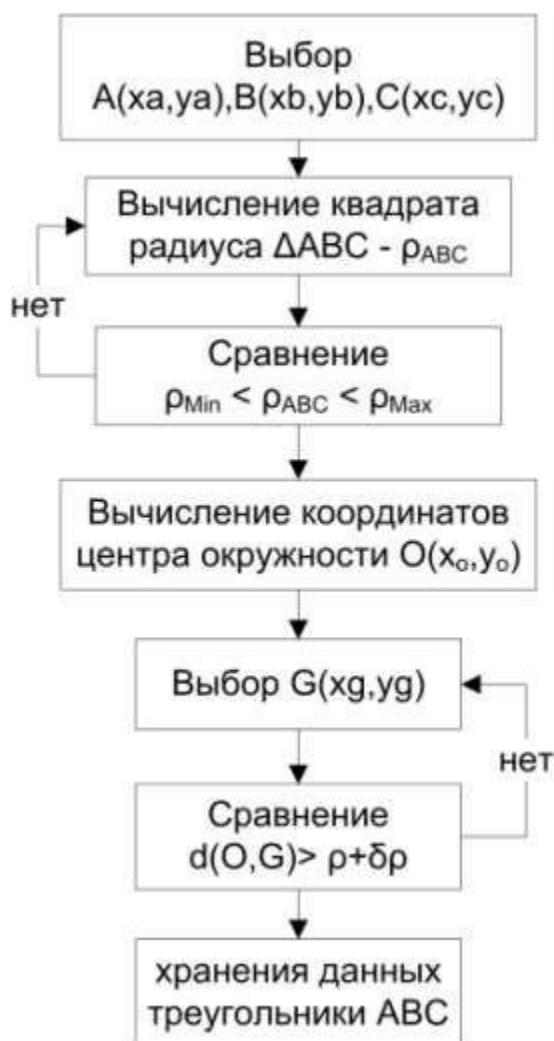 Выбор
A(xa,ya),B(xb,yb),C(xc,yc)
Вычисление квадрата
радиуса ΔABC - ρABC
нет
Сравнение
ρMin < ρABC < ρMax
Вычисление координатов
центра окружности O(xo,yo)
Выбор G(xg,yg)
нет
Сравнение
d(O,G)> ρ+δρ
хранения данных
треугольники ABC